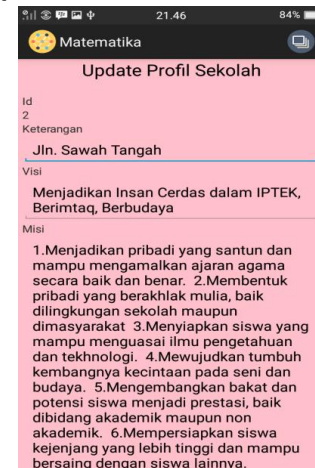 21.46
84%
Matematika
Update Profil Sekolah
Id
2
Keterangan
Jln. Sawah Tangah
Visi
Menjadikan Insan Cerdas dalam IPTEK,
Berimtaq, Berbudaya
Misi
1.Menjadikan pribadi yang santun dan
mampu mengamalkan ajaran agama
secara baik dan benar.  2.Membentuk
pribadi yang berakhlak mulia, baik
dilingkungan sekolah maupun
dimasyarakat  3.Menyiapkan siswa yang
mampu menguasai ilmu pengetahuan
dan tekhnologi.  4.Mewujudkan tumbuh
kembangnya kecintaan pada seni dan
budaya.  5.Mengembangkan bakat dan
potensi siswa menjadi prestasi, baik
dibidang akademik maupun non
akademik.  6.Mempersiapkan siswa
kejenjang yang lebih tinggi dan mampu
bersaing dengan siswa lainnya.